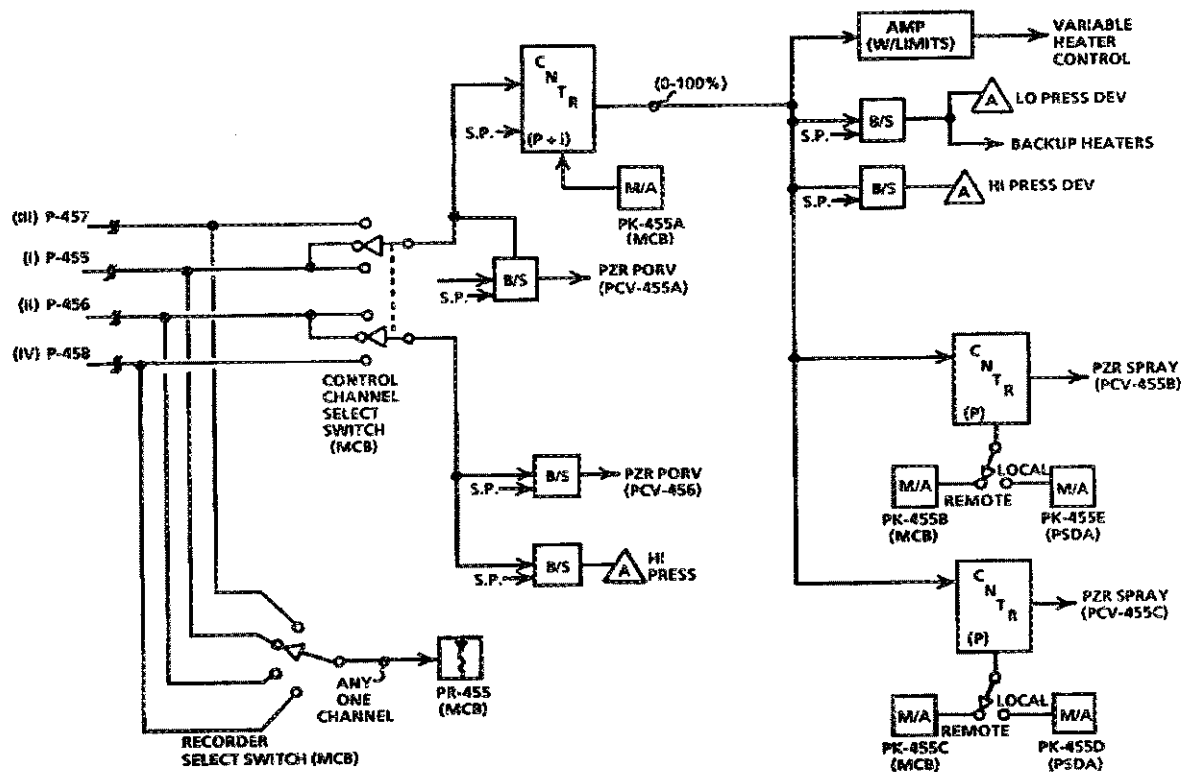 AMP
(W/LIMITS)
VARIABLE
HEATER
CONTROL
C
N
T
R
(P + I)
S.P.
(0-100%)
B/S
S.P.
A
LO PRESS DEV
BACKUP HEATERS
B/S
S.P.
A
HI PRESS DEV
M/A
PK-455A
(MCB)
(III) P-457
(I) P-455
(II) P-456
(IV) P-458
B/S
S.P.
PZR PORV
(PCV-455A)
CONTROL
CHANNEL
SELECT
SWITCH
(MCB)
C
N
T
R
(P)
PZR SPRAY
(PCV-455B)
M/A
REMOTE
LOCAL
M/A
PK-455B
(MCB)
PK-455E
(PSDA)
B/S
S.P.
PZR PORV
(PCV-456)
B/S
S.P.
A
HI
PRESS
C
N
T
R
(P)
PZR SPRAY
(PCV-455C)
M/A
REMOTE
LOCAL
M/A
PK-455C
(MCB)
PK-455D
(PSDA)
ANY
ONE
CHANNEL
PR-455
(MCB)
RECORDER
SELECT SWITCH (MCB)